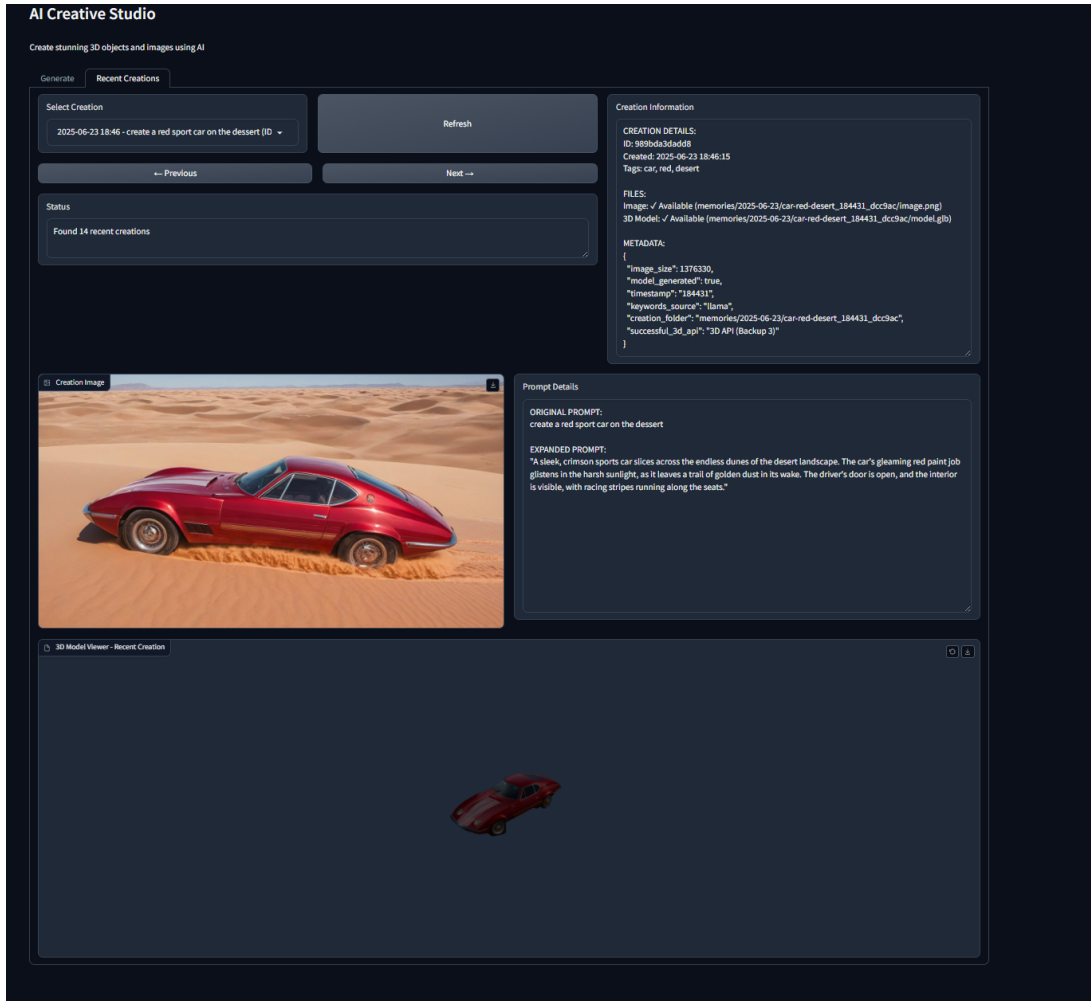 AI Creative Studio
Create stunning 3D objects and images using AI
Generate
Recent Creations
Select Creation
2025-06-23 18:46 - create a red sport car on the dessert (ID
Refresh
← Previous
Next →
Status
Found 14 recent creations
Creation Information
CREATION DETAILS:
ID: 989bda3dadd8
Created: 2025-06-23 18:46:15
Tags: car, red, desert
FILES:
Image: ✓ Available (memories/2025-06-23/car-red-desert_184431_dcc9ac/image.png)
3D Model: ✓ Available (memories/2025-06-23/car-red-desert_184431_dcc9ac/model.glb)
METADATA:
{
"image_size": 1376330,
"model_generated": true,
"timestamp": "184431",
"keywords_source": "llama",
"creation_folder": "memories/2025-06-23/car-red-desert_184431_dcc9ac",
"successful_3d_api": "3D API (Backup 3)"
}
Creation Image
Prompt Details
ORIGINAL PROMPT:
create a red sport car on the dessert
EXPANDED PROMPT:
"A sleek, crimson sports car slices across the endless dunes of the desert landscape. The car's gleaming red paint job
glistens in the harsh sunlight, as it leaves a trail of golden dust in its wake. The driver's door is open, and the interior
is visible, with racing stripes running along the seats."
3D Model Viewer - Recent Creation